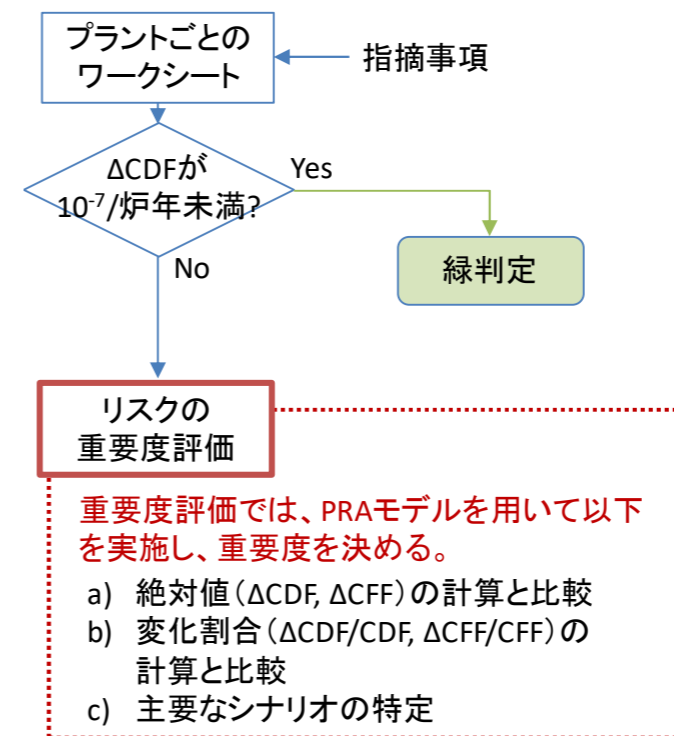 プラントごとの
ワークシート
指摘事項
ΔCDFが
10⁻⁷/炉年未満?
Yes
緑判定
No
リスクの
重要度評価
重要度評価では、PRAモデルを用いて以下
を実施し、重要度を決める。
a) 絶対値（ΔCDF, ΔCFF）の計算と比較
b) 変化割合（ΔCDF/CDF, ΔCFF/CFF）の
計算と比較
c) 主要なシナリオの特定